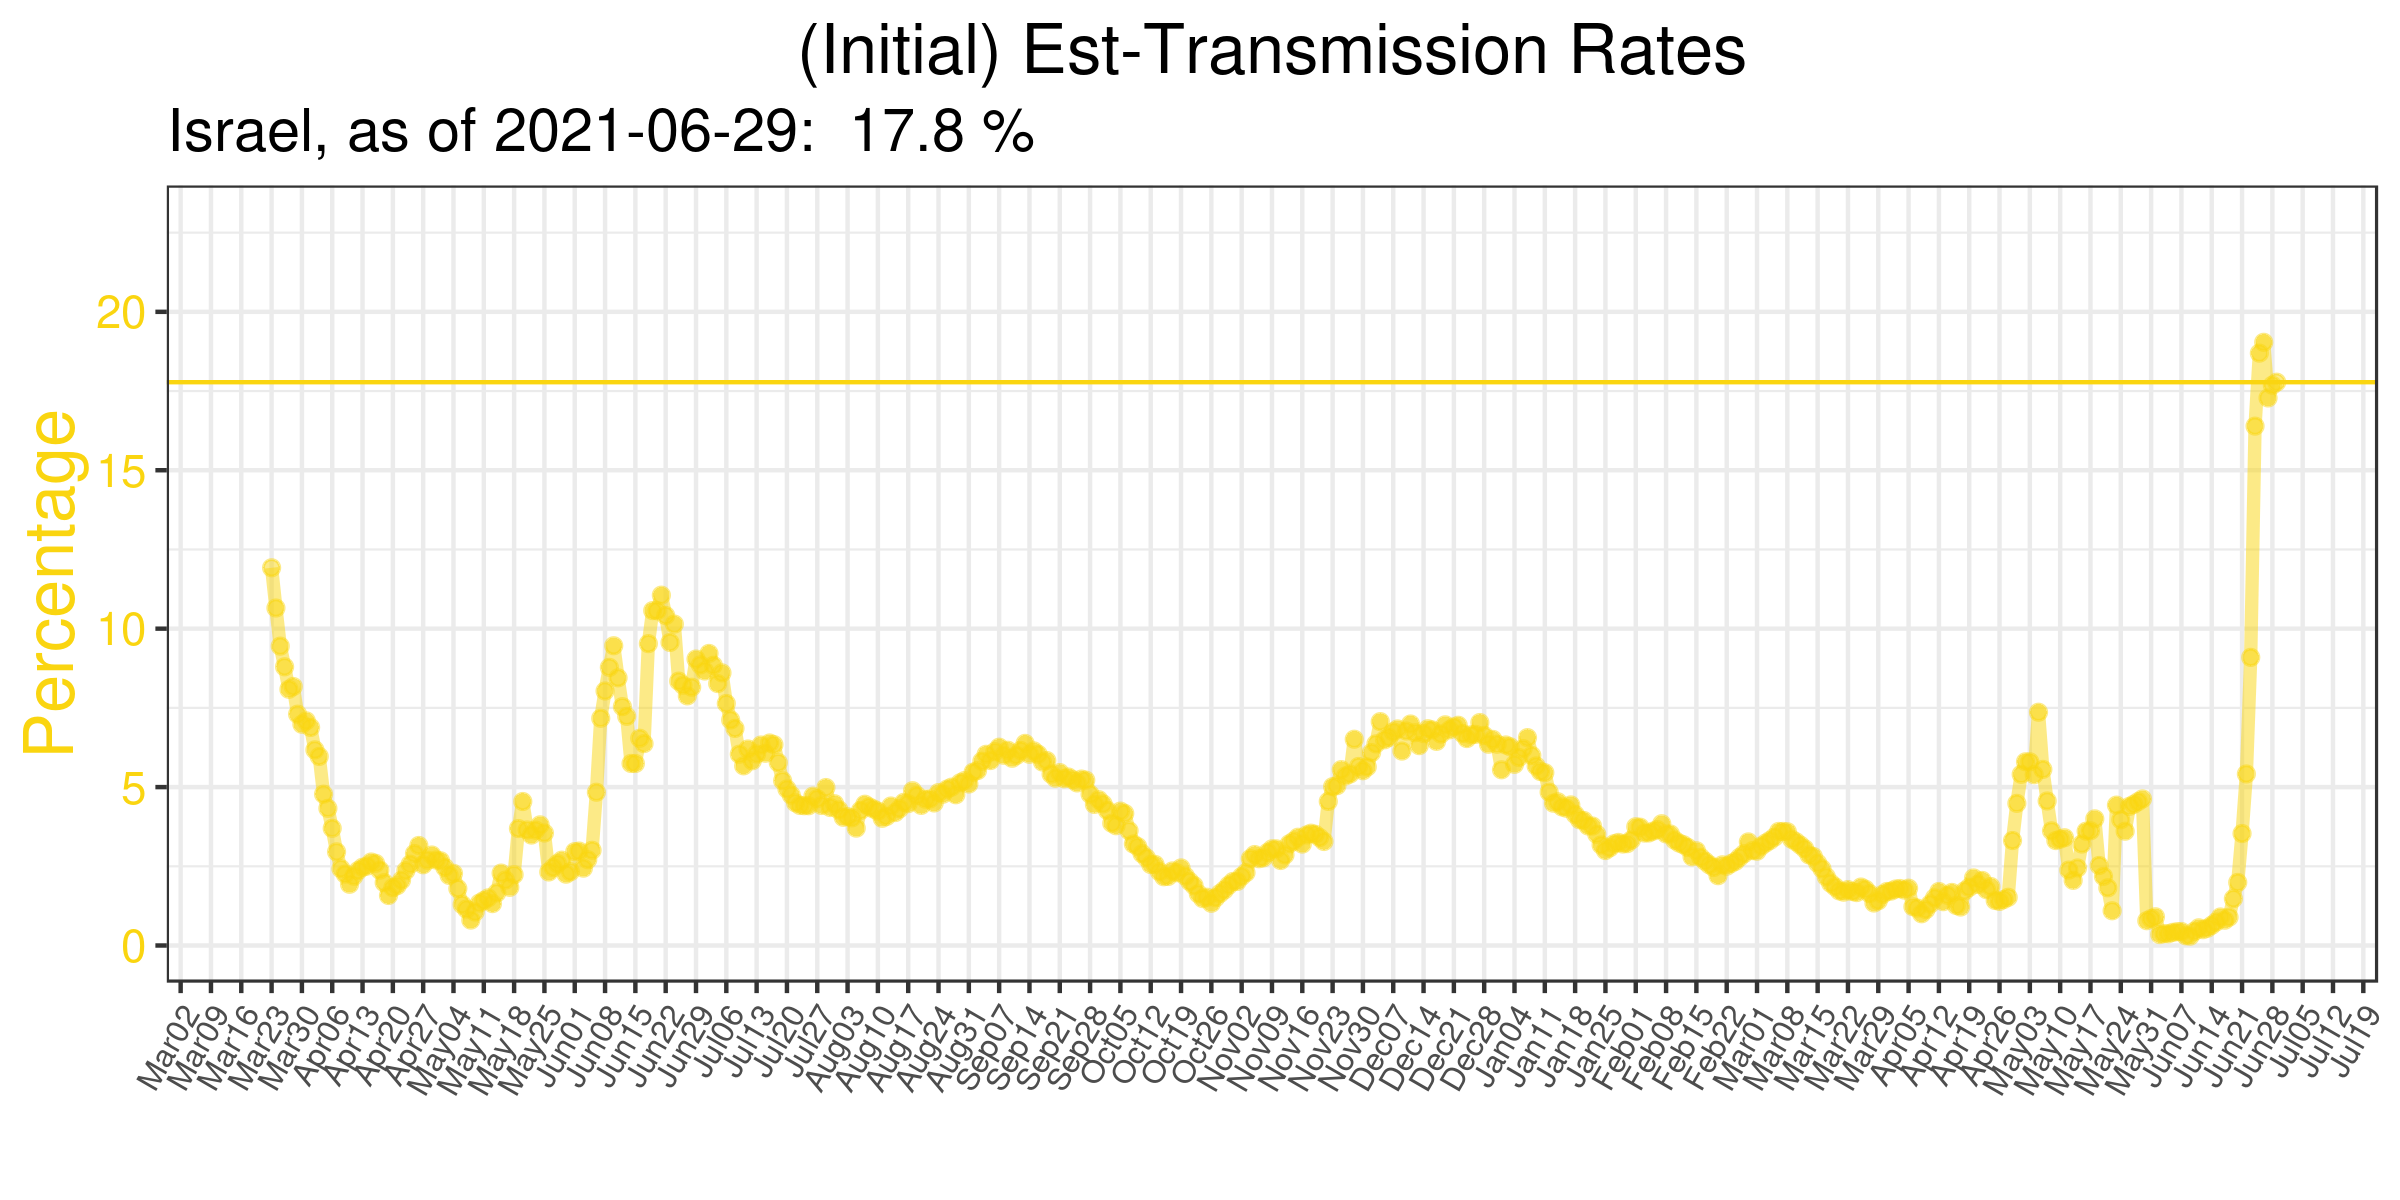 (Initial) Est-Transmission Rates
Israel, as of 2021-06-29:  17.8 %
Percentage
20
15
10
5
0
Mar02
Mar09
Mar16
Mar23
Mar30
Apr06
Apr13
Apr20
Apr27
May04
May11
May18
May25
Jun01
Jun08
Jun15
Jun22
Jun29
Jul06
Jul13
Jul20
Jul27
Aug03
Aug10
Aug17
Aug24
Aug31
Sep07
Sep14
Sep21
Sep28
Oct05
Oct12
Oct19
Oct26
Nov02
Nov09
Nov16
Nov23
Nov30
Dec07
Dec14
Dec21
Dec28
Jan04
Jan11
Jan18
Jan25
Feb01
Feb08
Feb15
Feb22
Mar01
Mar08
Mar15
Mar22
Mar29
Apr05
Apr12
Apr19
Apr26
May03
May10
May17
May24
May31
Jun07
Jun14
Jun21
Jun28
Jul05
Jul12
Jul19